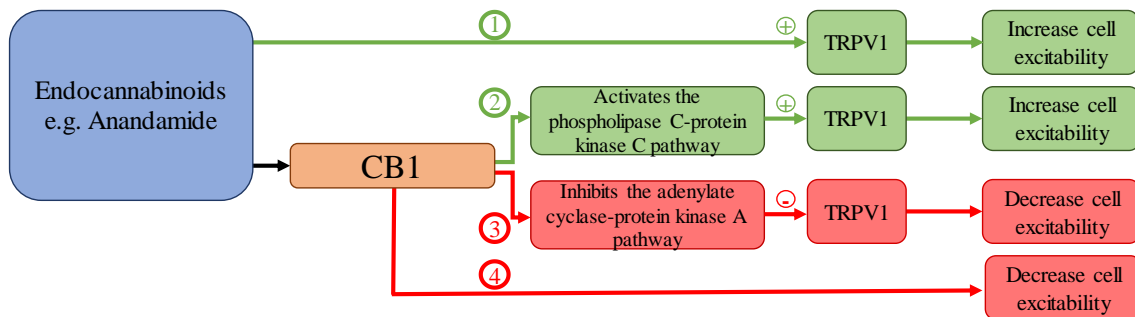 1
+
TRPV1
Increase cell
excitability
Endocannabinoids
e.g. Anandamide
2
Activates the
phospholipase C-protein
kinase C pathway
+
TRPV1
Increase cell
excitability
CB1
3
Inhibits the adenylate
cyclase-protein kinase A
pathway
-
TRPV1
Decrease cell
excitability
4
Decrease cell
excitability